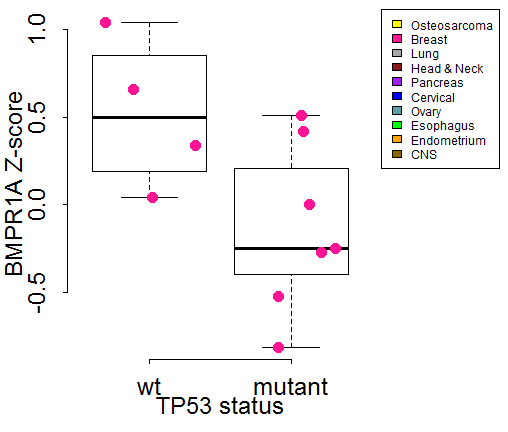 BMPR1A Z-score
1.0
0.5
0.0
-0.5
wt
mutant
TP53 status
Osteosarcoma
Breast
Lung
Head & Neck
Pancreas
Cervical
Ovary
Esophagus
Endometrium
CNS